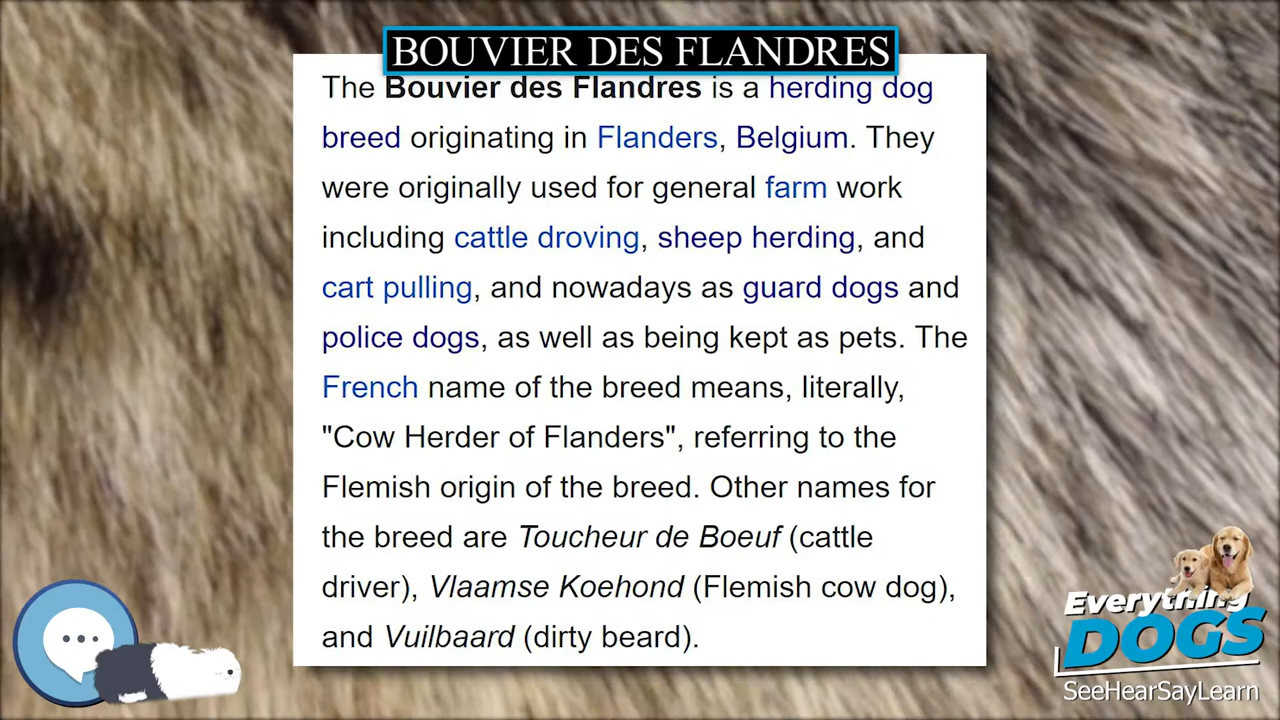 BOUVIER DES FLANDRES
The Bouvier des Flandres is a herding dog
breed originating in Flanders, Belgium. They
were originally used for general farm work
including cattle droving, sheep herding, and
cart pulling, and nowadays as guard dogs and
police dogs, as well as being kept as pets. The
French name of the breed means, literally,
"Cow Herder of Flanders", referring to the
Flemish origin of the breed. Other names for
the breed are Toucheur de Boeuf (cattle
driver), Vlaamse Koehond (Flemish cow dog),
and Vuilbaard (dirty beard).
Everything
DOGS
SeeHearSayLearn